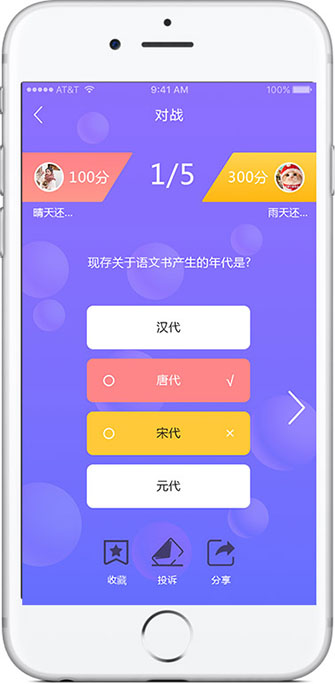 AT&T 9:41 AM 100%
对战
100分 1/5 300分
晴天还... 雨天还...
现存关于语文书产生的年代是?
汉代
唐代 √
宋代 ×
元代
收藏 投诉 分享